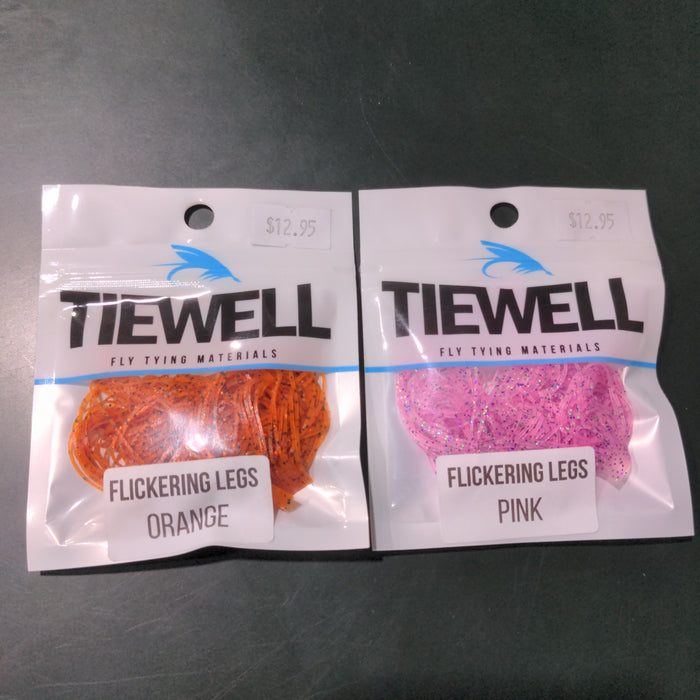 $12.95
TIEWELL
FLY TYING MATERIALS
FLICKERING LEGS
ORANGE
$12.95
TIEWELL
FLY TYING MATERIALS
FLICKERING LEGS
PINK